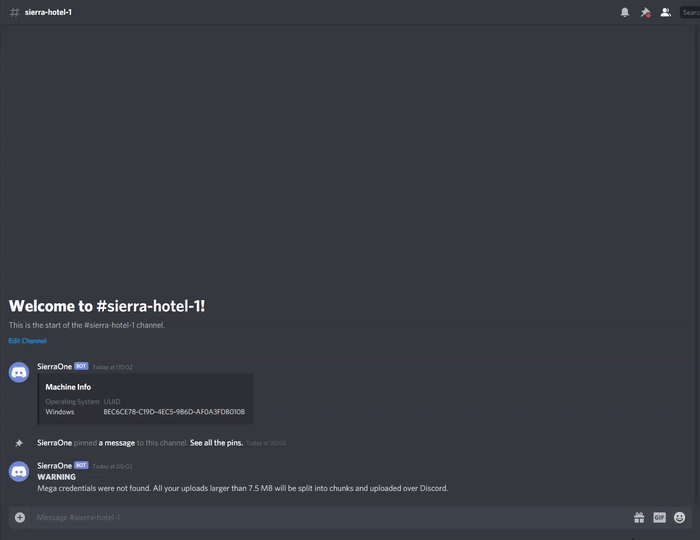 sierra-hotel-1
Searc
Welcome to #sierra-hotel-1!
This is the start of the #sierra-hotel-1 channel.
Edit Channel
SierraOne BOT Today at 00:02
Machine Info
Operating System UUID
Windows BEC6CE78-C19D-4EC5-9B6D-AF0A3FD8010B
SierraOne pinned a message to this channel. See all the pins. Today at 00:02
SierraOne BOT Today at 00:02
WARNING
Mega credentials were not found. All your uploads larger than 7.5 MB will be split into chunks and uploaded over Discord.
Message #sierra-hotel-1
GIF